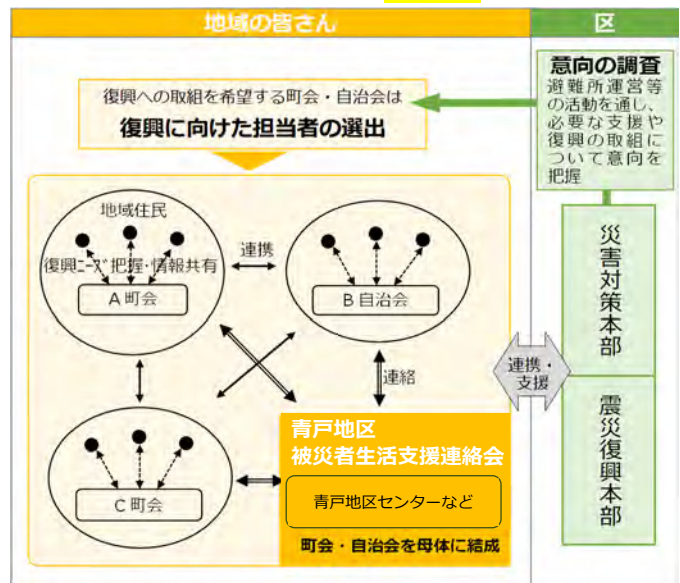 地域の皆さん
区
復興への取組を希望する町会・自治会は
復興に向けた担当者の選出
意向の調査
避難所運営等
の活動を通し、
必要な支援や
復興の取組に
ついて意向を
把握
地域住民
復興ニーズ把握・情報共有
A町会
連携
B自治会
連絡
C町会
青戸地区
被災者生活支援連絡会
青戸地区センターなど
町会・自治会を母体に結成
連携・
支援
災害対策本部
震災復興本部